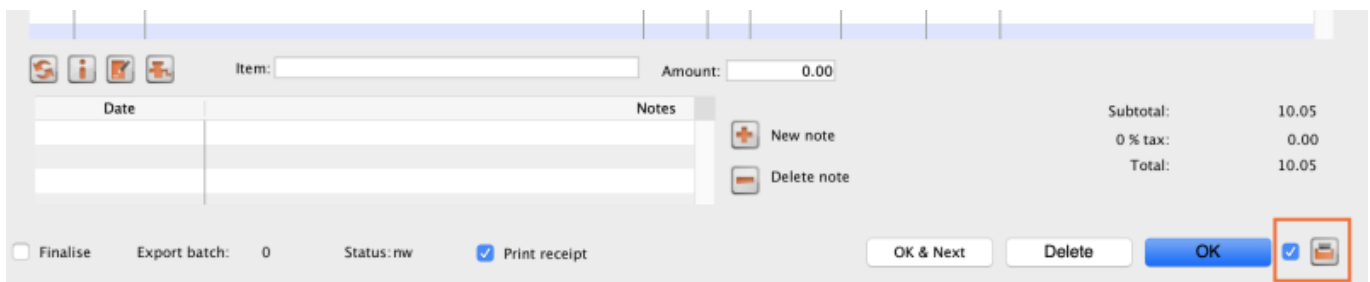 Item: Amount: 0.00
Date Notes
Subtotal: 10.05
New note
0 % tax: 0.00
Total: 10.05
Delete note
Finalise Export batch: 0 Status: nw Print receipt OK & Next Delete OK